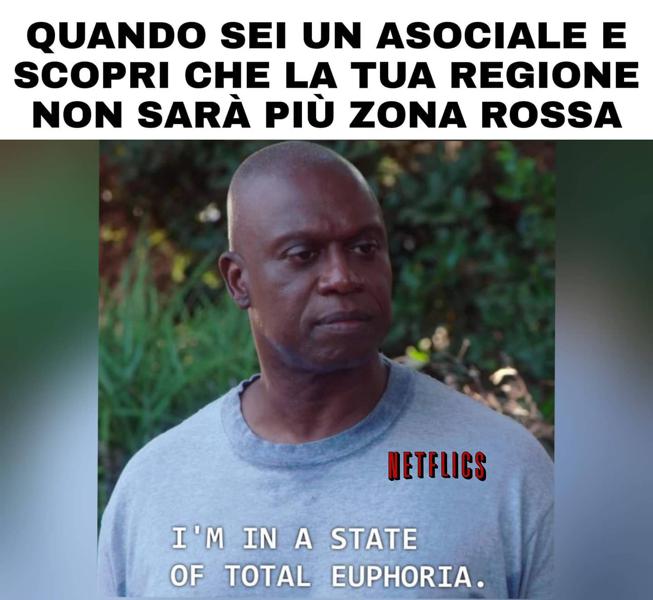 QUANDO SEI UN ASOCIALE E
SCOPRI CHE LA TUA REGIONE
NON SARÀ PIÙ ZONA ROSSA
NETFLICS
I'M IN A STATE
OF TOTAL EUPHORIA.